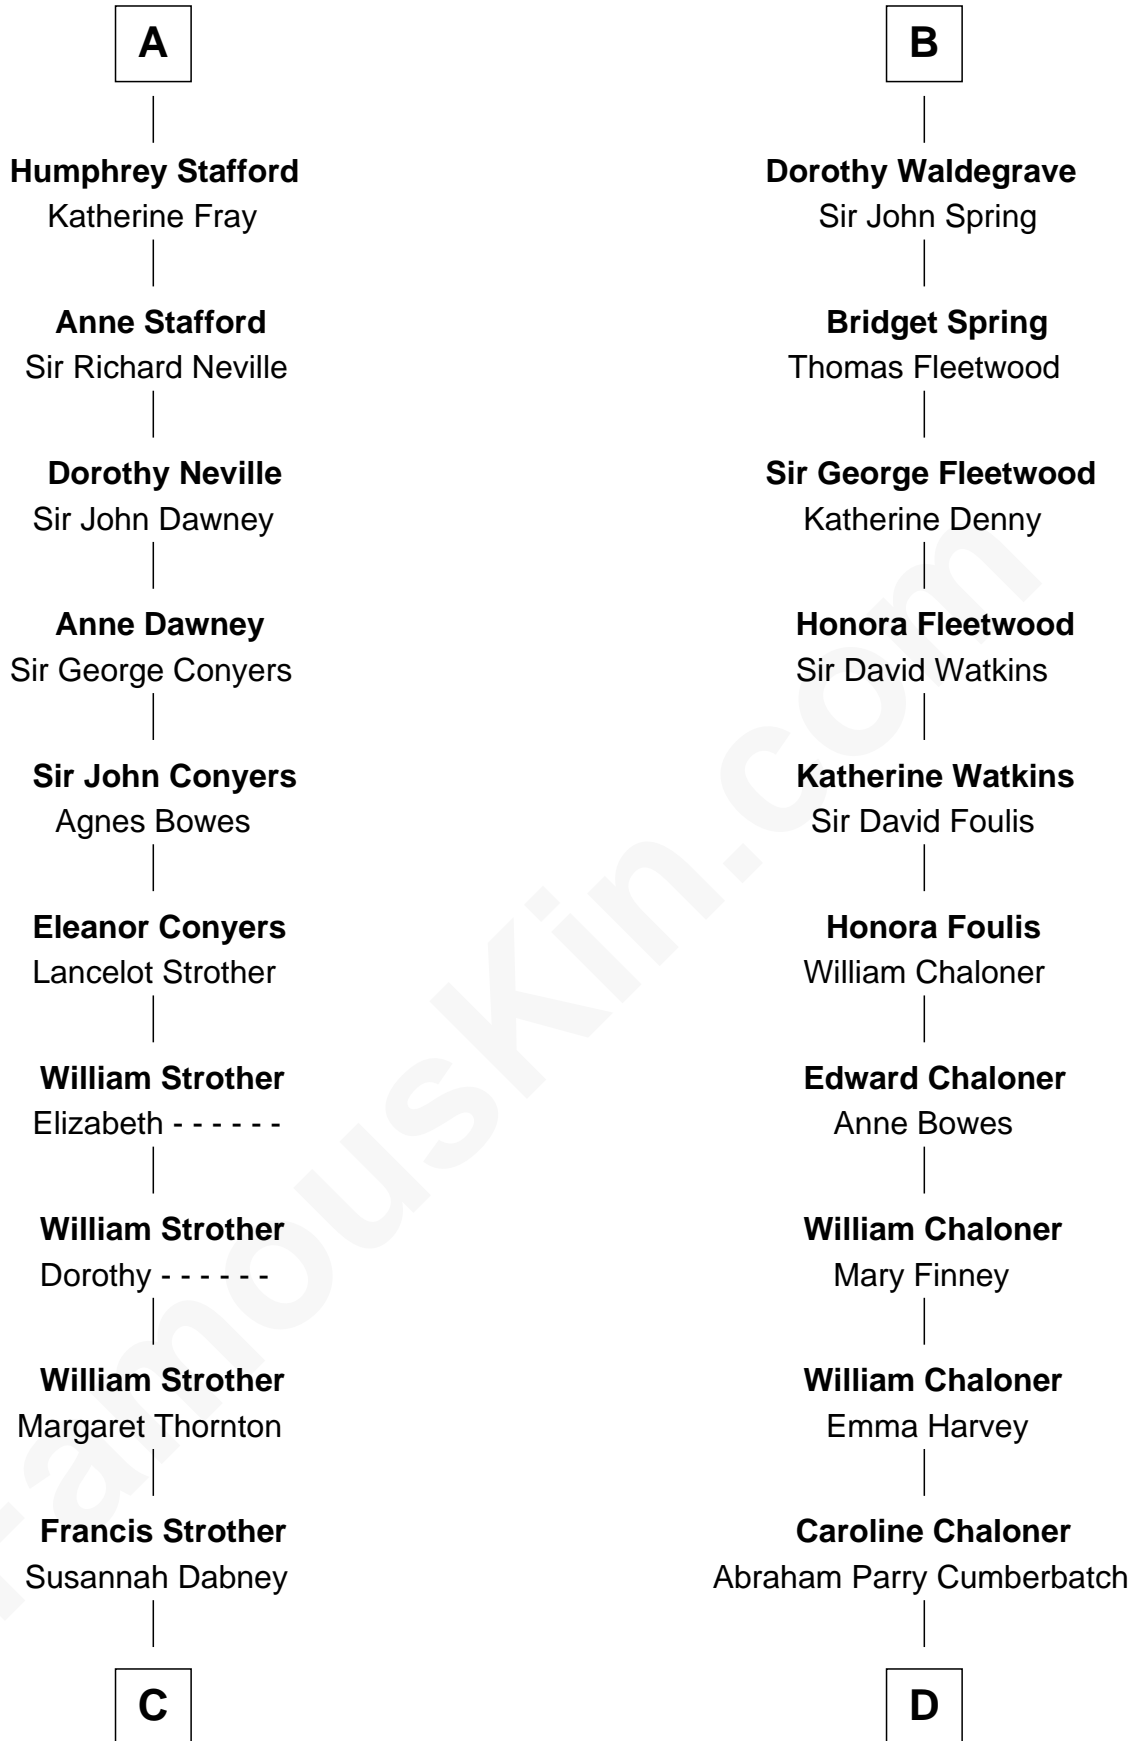 A
Humphrey Stafford
Katherine Fray
Anne Stafford
Sir Richard Neville
Dorothy Neville
Sir John Dawney
Anne Dawney
Sir George Conyers
Sir John Conyers
Agnes Bowes
Eleanor Conyers
Lancelot Strother
William Strother
Elizabeth - - - - - -
William Strother
Dorothy - - - - - -
William Strother
Margaret Thornton
Francis Strother
Susannah Dabney
C
B
Dorothy Waldegrave
Sir John Spring
Bridget Spring
Thomas Fleetwood
Sir George Fleetwood
Katherine Denny
Honora Fleetwood
Sir David Watkins
Katherine Watkins
Sir David Foulis
Honora Foulis
William Chaloner
Edward Chaloner
Anne Bowes
William Chaloner
Mary Finney
William Chaloner
Emma Harvey
Caroline Chaloner
Abraham Parry Cumberbatch
D
FamousKin.com